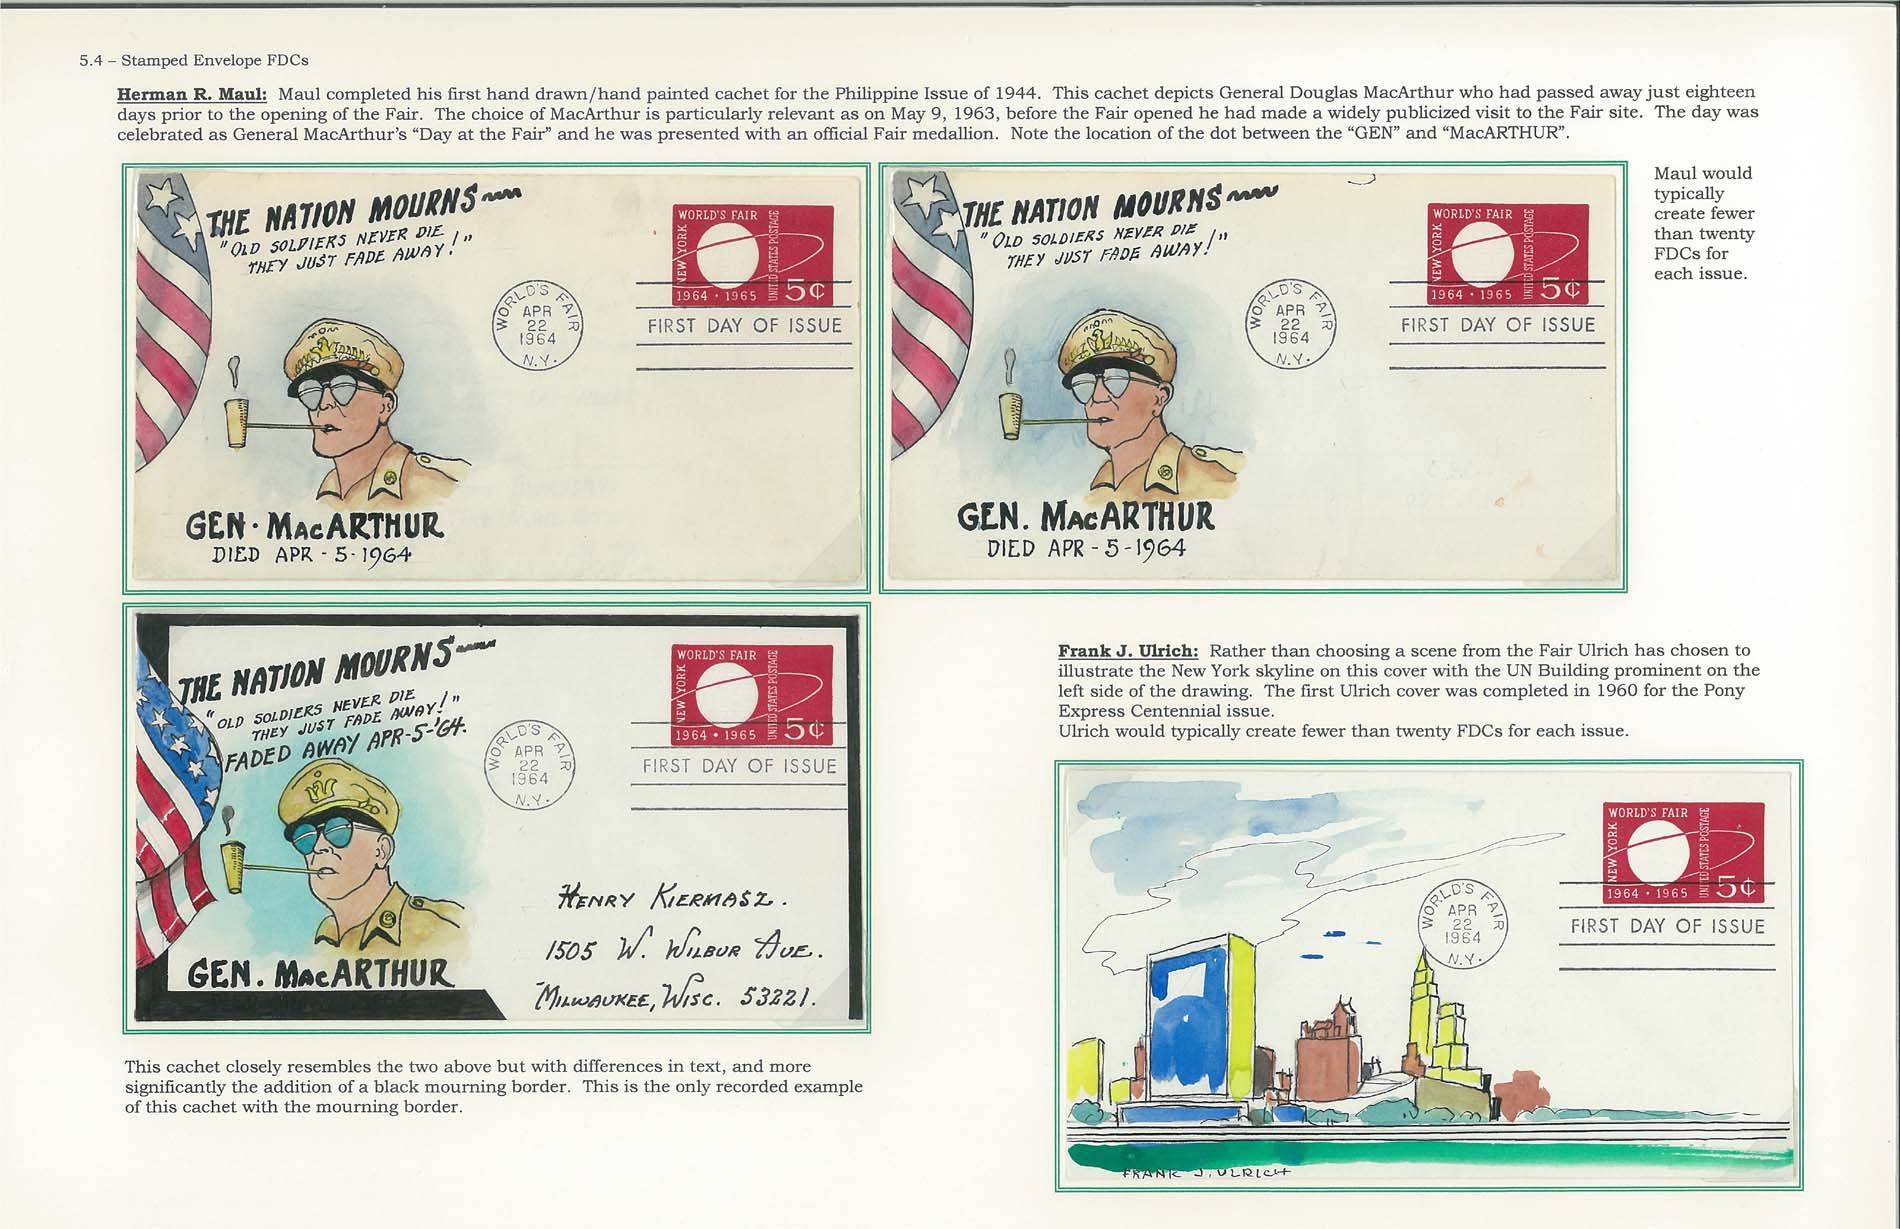 5.4 – Stamped Envelope FDCs
Herman R. Maul: Maul completed his first hand drawn/hand painted cachet for the Philippine Issue of 1944. This cachet depicts General Douglas MacArthur who had passed away just eighteen
days prior to the opening of the Fair. The choice of MacArthur is particularly relevant as on May 9, 1963, before the Fair opened he had made a widely publicized visit to the Fair site. The day was
celebrated as General MacArthur's "Day at the Fair" and he was presented with an official Fair medallion. Note the location of the dot between the "GEN" and "MacARTHUR".
THE NATION MOURNS
"OLD SOLDIERS NEVER DIE
THEY JUST FADE AWAY!"
WORLD'S FAIR
NEW YORK
UNITED STATES POSTAGE
1964 • 1965
5¢
WORLD'S FAIR
APR
22
1964
N.Y.
FIRST DAY OF ISSUE
GEN· MacARTHUR
DIED APR - 5 - 1964
THE NATION MOURNS
"OLD SOLDIERS NEVER DIE
THEY JUST FADE AWAY!"
WORLD'S FAIR
NEW YORK
UNITED STATES POSTAGE
1964 • 1965
5¢
WORLD'S FAIR
APR
22
1964
N.Y.
FIRST DAY OF ISSUE
GEN. MacARTHUR
DIED APR - 5 - 1964
Maul would
typically
create fewer
than twenty
FDCs for
each issue.
THE NATION MOURNS
"OLD SOLDIERS NEVER DIE
THEY JUST FADE AWAY!"
FADED AWAY APR-5-'64.
WORLD'S FAIR
NEW YORK
UNITED STATES POSTAGE
1964 • 1965
5¢
WORLD'S FAIR
APR
22
1964
N.Y.
FIRST DAY OF ISSUE
GEN. MacARTHUR
HENRY KIERMASZ.
1505 W. WILBUR AVE.
MILWAUKEE, WISC. 53221.
This cachet closely resembles the two above but with differences in text, and more
significantly the addition of a black mourning border. This is the only recorded example
of this cachet with the mourning border.
Frank J. Ulrich: Rather than choosing a scene from the Fair Ulrich has chosen to
illustrate the New York skyline on this cover with the UN Building prominent on the
left side of the drawing. The first Ulrich cover was completed in 1960 for the Pony
Express Centennial issue.
Ulrich would typically create fewer than twenty FDCs for each issue.
WORLD'S FAIR
NEW YORK
UNITED STATES POSTAGE
1964 • 1965
5¢
WORLD'S FAIR
APR
22
1964
N.Y.
FIRST DAY OF ISSUE
FRANK J. ULRICH